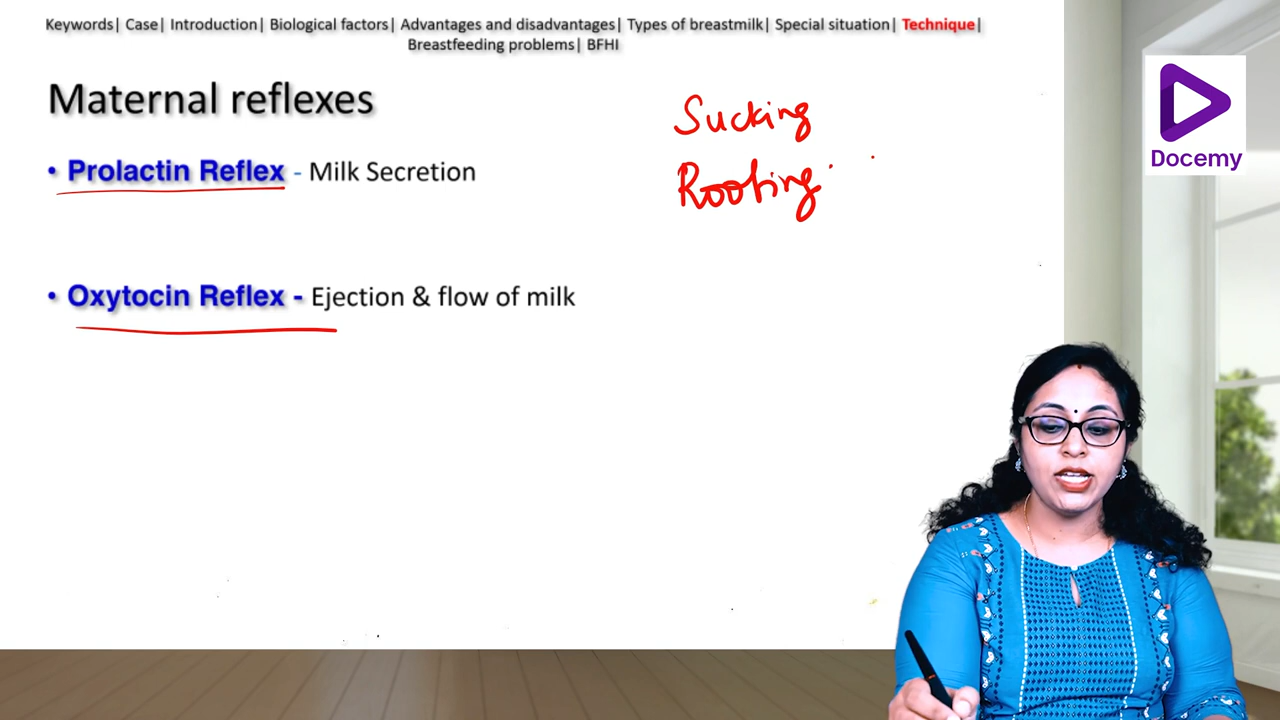 Keywords| Case| Introduction| Biological factors| Advantages and disadvantages| Types of breastmilk| Special situation| Technique|
Breastfeeding problems| BFHI
Maternal reflexes
• Prolactin Reflex - Milk Secretion
• Oxytocin Reflex - Ejection & flow of milk
Sucking
Rooting
Docemy